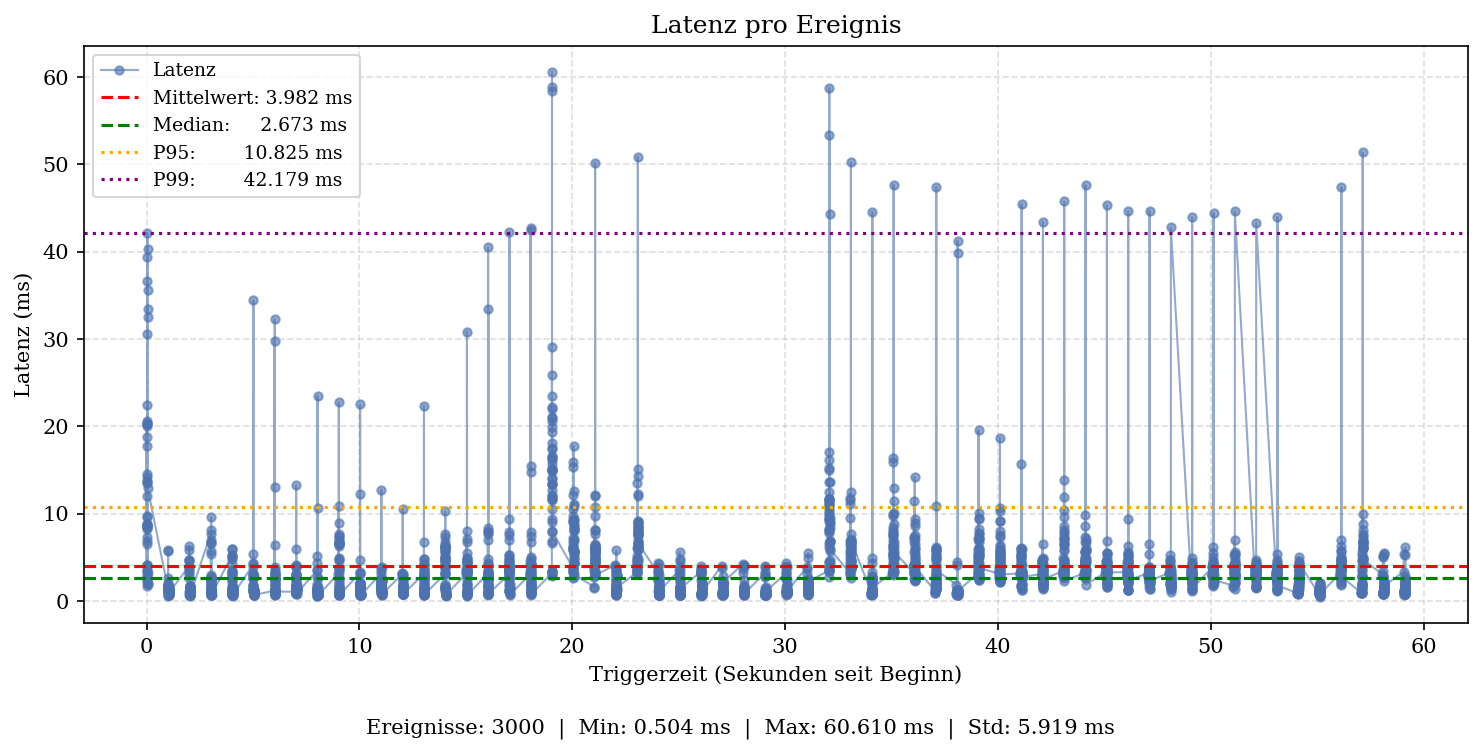 Latenz pro Ereignis
Latenz
Mittelwert: 3.982 ms
Median: 2.673 ms
P95: 10.825 ms
P99: 42.179 ms
Latenz (ms)
60
50
40
30
20
10
0
0 10 20 30 40 50 60
Triggerzeit (Sekunden seit Beginn)
Ereignisse: 3000 | Min: 0.504 ms | Max: 60.610 ms | Std: 5.919 ms